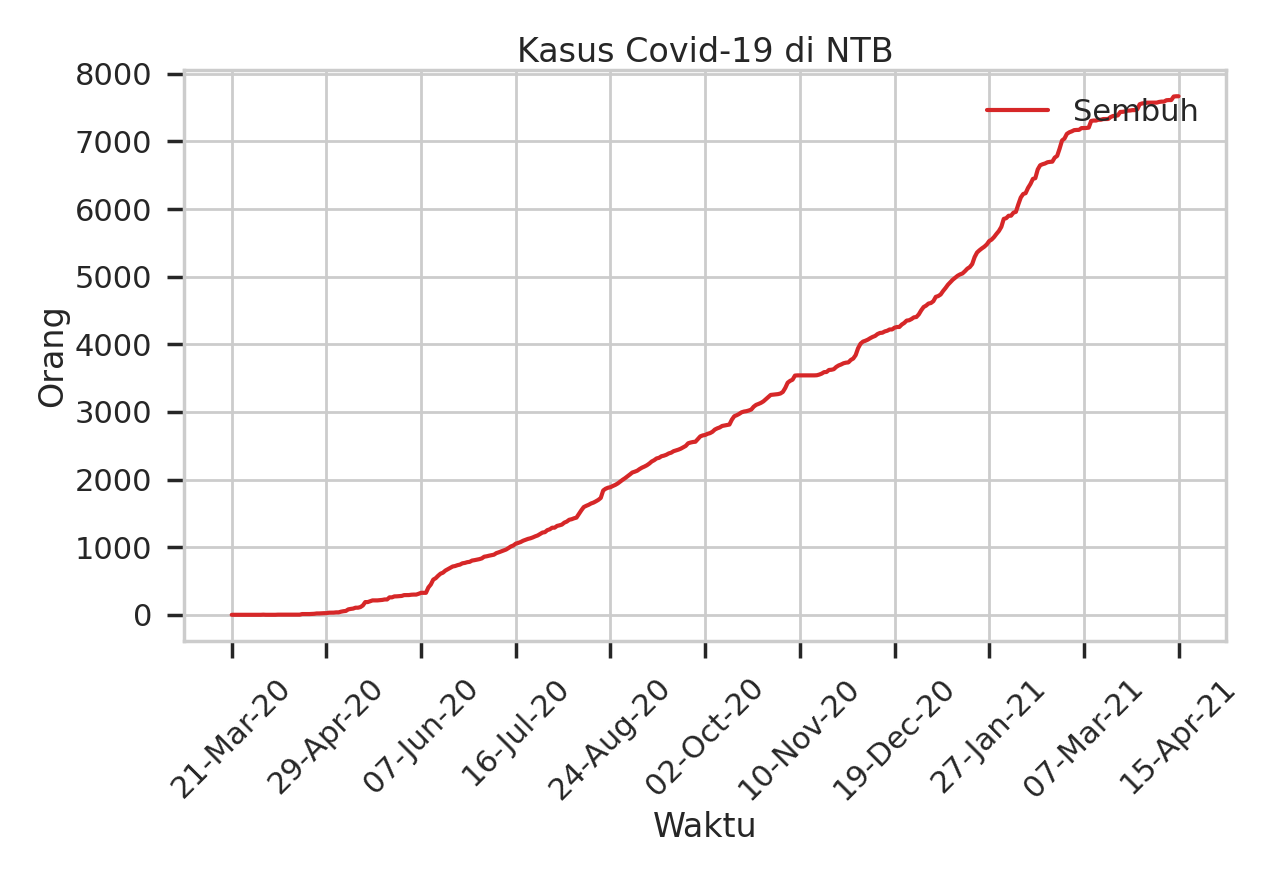 Kasus Covid-19 di NTB
Sembuh
8000
7000
6000
5000
4000
3000
2000
1000
0
Orang
21-Mar-20
29-Apr-20
07-Jun-20
16-Jul-20
24-Aug-20
02-Oct-20
10-Nov-20
19-Dec-20
27-Jan-21
07-Mar-21
15-Apr-21
Waktu